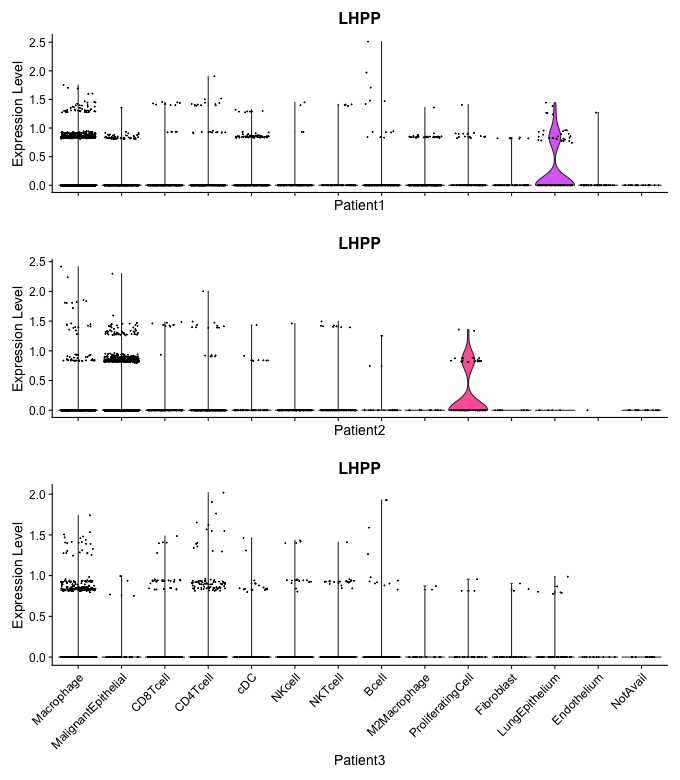 LHPP
Expression Level
2.5
2.0
1.5
1.0
0.5
0.0
Patient1
LHPP
Expression Level
2.5
2.0
1.5
1.0
0.5
0.0
Patient2
LHPP
Expression Level
2.0
1.5
1.0
0.5
0.0
Macrophage
MalignantEpithelial
CD8Tcell
CD4Tcell
cDC
NKcell
NKTcell
Bcell
M2Macrophage
ProliferatingCell
Fibroblast
LungEpithelium
Endothelium
NotAvail
Patient3